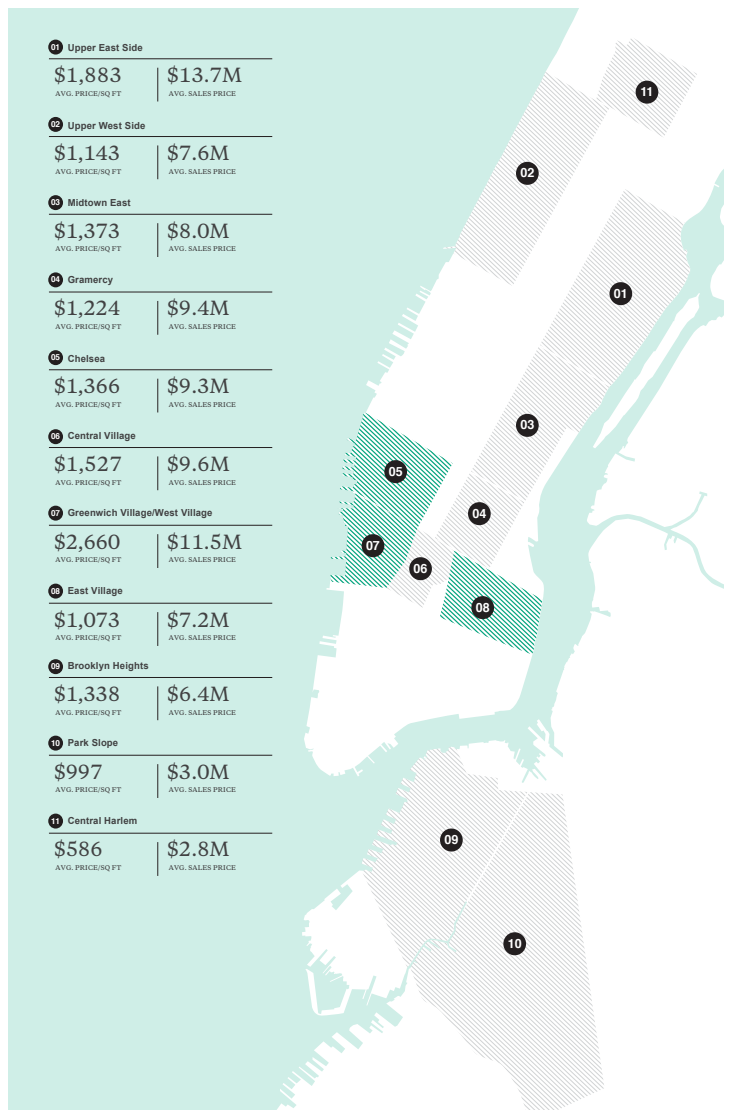 01 Upper East Side
$1,883 $13.7M
AVG. PRICE/SQ FT AVG. SALES PRICE
02 Upper West Side
$1,143 $7.6M
AVG. PRICE/SQ FT AVG. SALES PRICE
03 Midtown East
$1,373 $8.0M
AVG. PRICE/SQ FT AVG. SALES PRICE
04 Gramercy
$1,224 $9.4M
AVG. PRICE/SQ FT AVG. SALES PRICE
05 Chelsea
$1,366 $9.3M
AVG. PRICE/SQ FT AVG. SALES PRICE
06 Central Village
$1,527 $9.6M
AVG. PRICE/SQ FT AVG. SALES PRICE
07 Greenwich Village/West Village
$2,660 $11.5M
AVG. PRICE/SQ FT AVG. SALES PRICE
08 East Village
$1,073 $7.2M
AVG. PRICE/SQ FT AVG. SALES PRICE
09 Brooklyn Heights
$1,338 $6.4M
AVG. PRICE/SQ FT AVG. SALES PRICE
10 Park Slope
$997 $3.0M
AVG. PRICE/SQ FT AVG. SALES PRICE
11 Central Harlem
$586 $2.8M
AVG. PRICE/SQ FT AVG. SALES PRICE
11
02
01
03
05
04
07
06
08
09
10